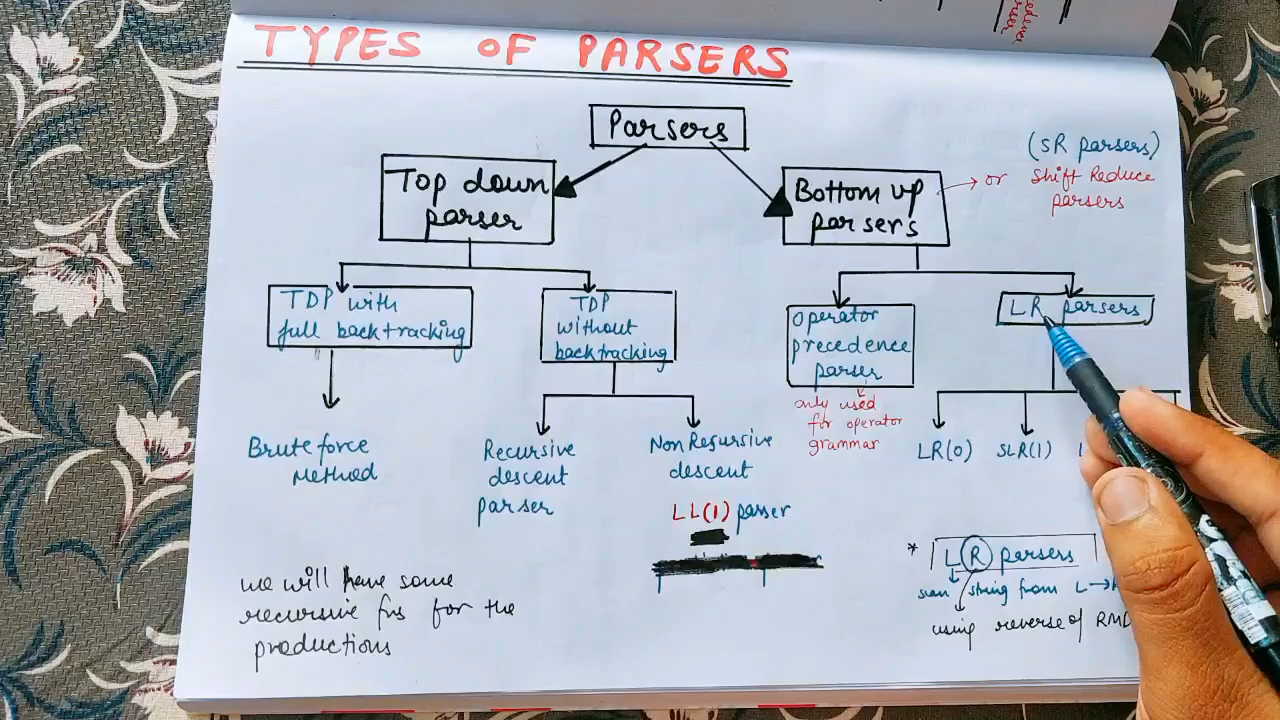 TYPES OF PARSERS
Parsers
Top down
parser
Bottom up
parsers
or
(SR parsers)
Shift Reduce
parsers
TDP with
full backtracking
TDP
without
backtracking
operator
precedence
parser
LR parsers
only used
for operator
grammar
Brute force
Method
Recursive
descent
parser
Non Resursive
descent
LL(1) parser
LR(0)
SLR(1)
* LR parsers
scan string from L→R
using reverse of RMD
we will have some
recursive fns for the
productions